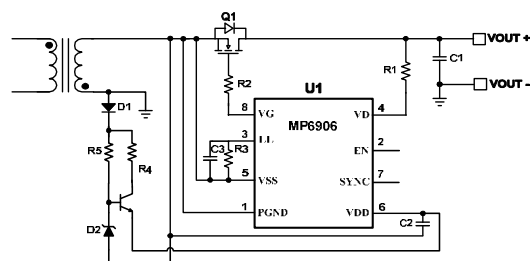 Q1
VOUT +
C1
R2
R1
VOUT -
U1
D1
MP6906
8
VG
VD
4
R5
R4
C3
R3
3
LL
EN
2
5
VSS
SYNC
7
1
PGND
VDD
6
D2
C2